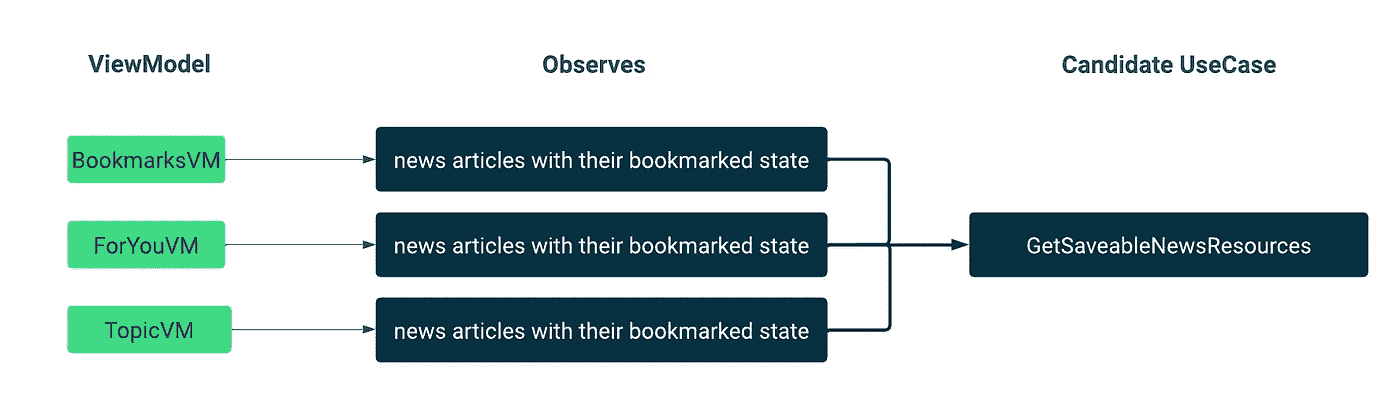 ViewModel
Observes
Candidate UseCase
BookmarksVM
news articles with their bookmarked state
ForYouVM
news articles with their bookmarked state
GetSaveableNewsResources
TopicVM
news articles with their bookmarked state